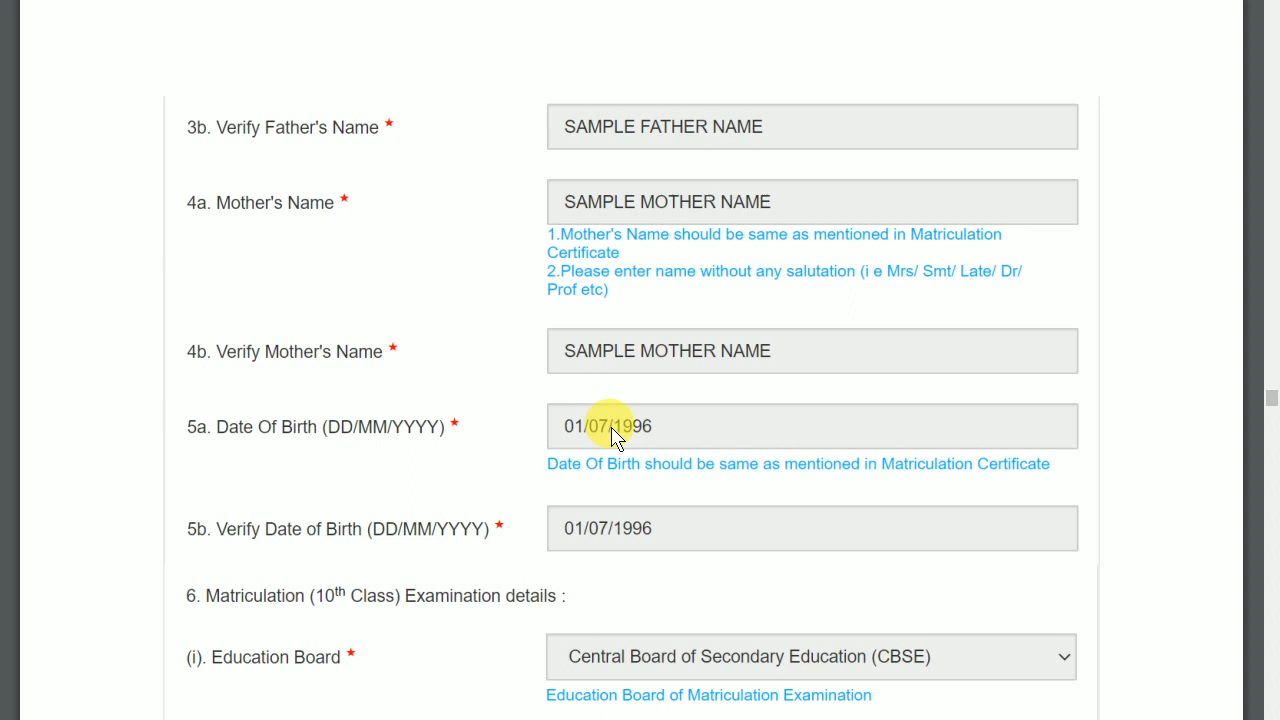 3b. Verify Father's Name *
SAMPLE FATHER NAME
4a. Mother's Name *
SAMPLE MOTHER NAME
1.Mother's Name should be same as mentioned in Matriculation
Certificate
2.Please enter name without any salutation (i e Mrs/ Smt/ Late/ Dr/
Prof etc)
4b. Verify Mother's Name *
SAMPLE MOTHER NAME
5a. Date Of Birth (DD/MM/YYYY) *
01/07/1996
Date Of Birth should be same as mentioned in Matriculation Certificate
5b. Verify Date of Birth (DD/MM/YYYY) *
01/07/1996
6. Matriculation (10th Class) Examination details :
(i). Education Board *
Central Board of Secondary Education (CBSE)
Education Board of Matriculation Examination